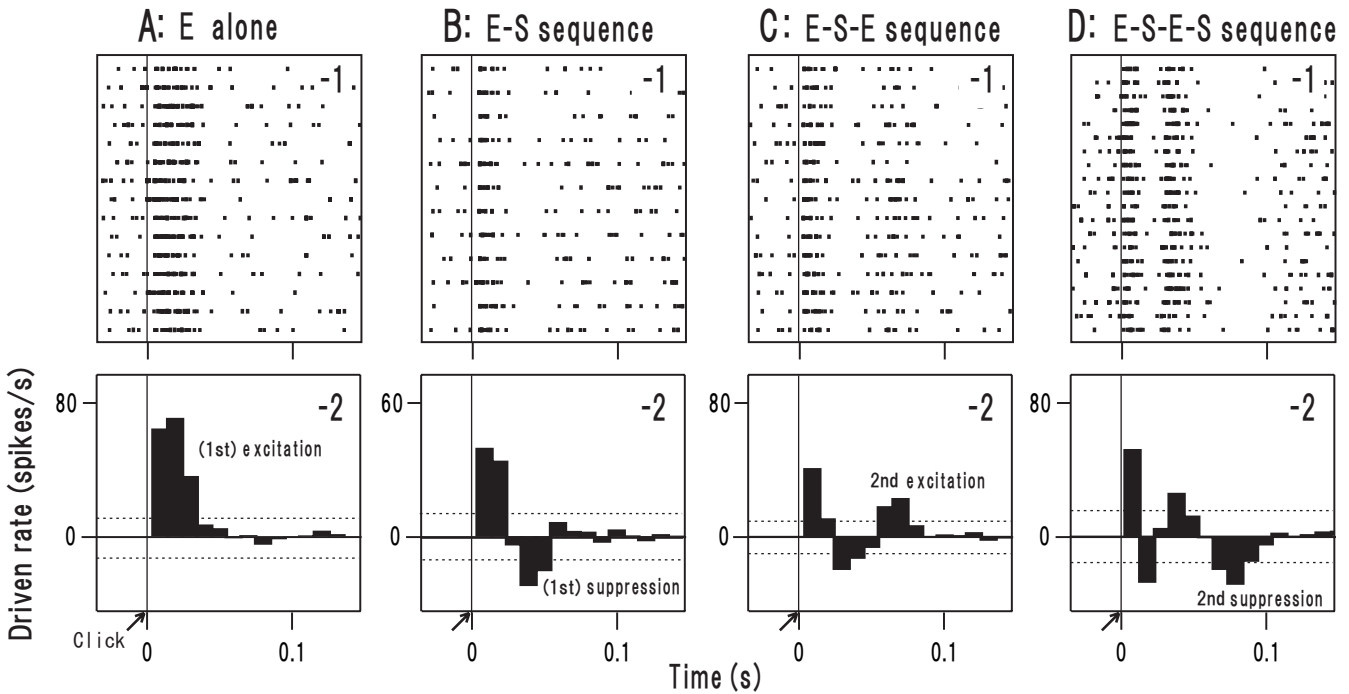 A: E alone
B: E-S sequence
C: E-S-E sequence
D: E-S-E-S sequence
-1
-1
-1
-1
Driven rate (spikes/s)
80
0
-2
(1st) excitation
60
0
-2
(1st) suppression
80
0
-2
2nd excitation
80
0
-2
2nd suppression
Click
0
0.1
0
0.1
0
0.1
0
0.1
Time (s)